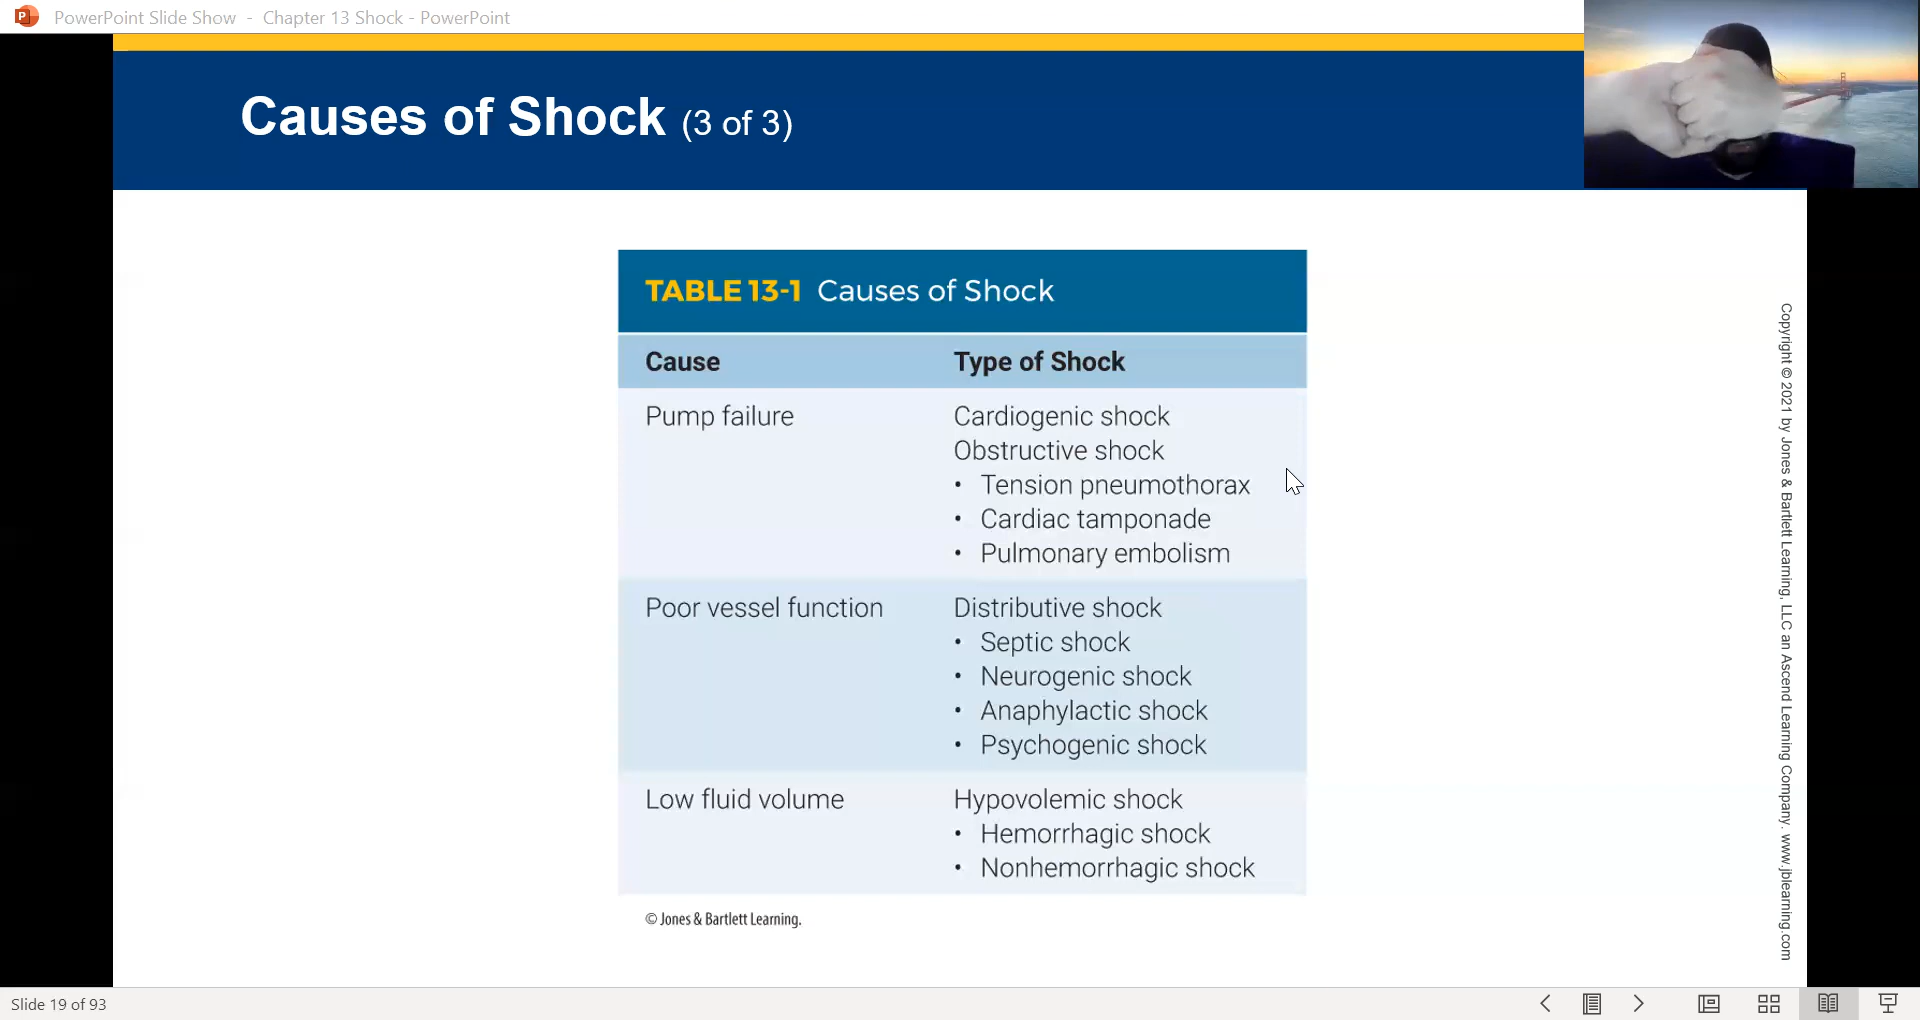 PowerPoint Slide Show - Chapter 13 Shock - PowerPoint
Causes of Shock (3 of 3)
TABLE 13-1 Causes of Shock
Cause Type of Shock
Pump failure Cardiogenic shock
Obstructive shock
• Tension pneumothorax
• Cardiac tamponade
• Pulmonary embolism
Poor vessel function Distributive shock
• Septic shock
• Neurogenic shock
• Anaphylactic shock
• Psychogenic shock
Low fluid volume Hypovolemic shock
• Hemorrhagic shock
• Nonhemorrhagic shock
© Jones & Bartlett Learning.
Copyright © 2021 by Jones & Bartlett Learning, LLC an Ascend Learning Company. www.jblearning.com
Slide 19 of 93